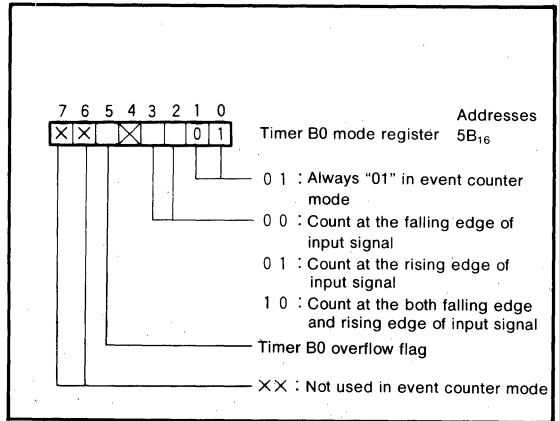 7 6 5 4 3 2 1 0
× × 0 1
Timer B0 mode register
Addresses
5B₁₆
0 1 : Always “01” in event counter
mode
0 0 : Count at the falling edge of
input signal
0 1 : Count at the rising edge of
input signal
1 0 : Count at the both falling edge
and rising edge of input signal
Timer B0 overflow flag
×× : Not used in event counter mode